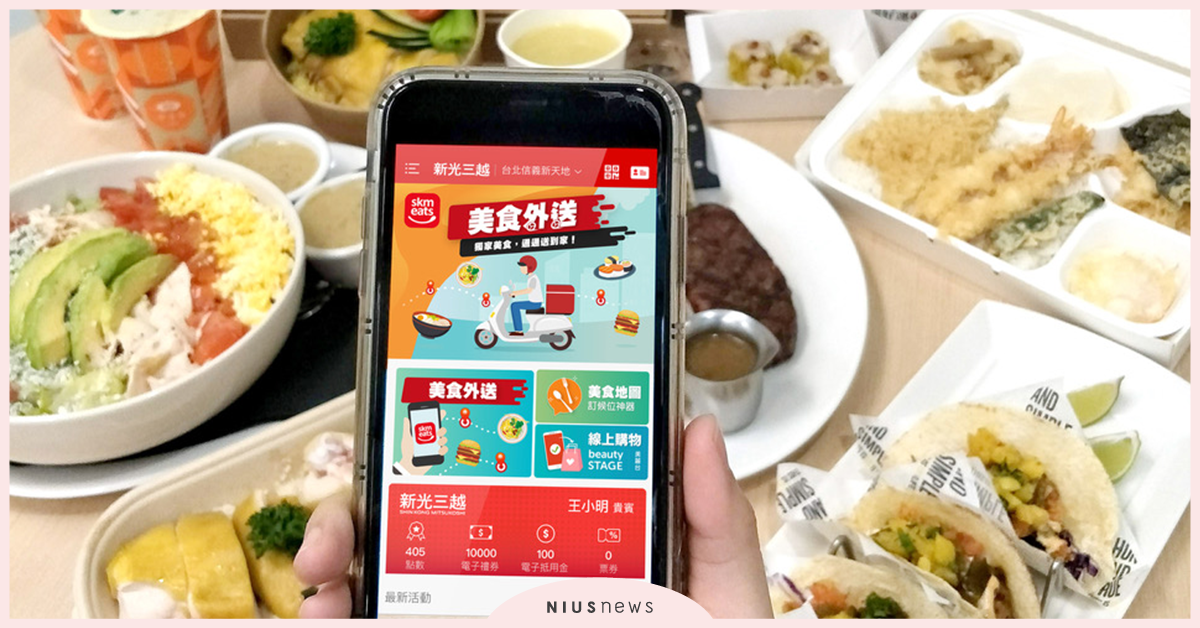 新光三越 台北信義新天地
skm
eats
美食外送
獨家美食，通通送到家！
美食外送
skm
eats
美食地圖
訂候位神器
線上購物
beauty
STAGE
美麗台
新光三越
SHIN KONG MITSUKOSHI
王小明 貴賓
405
點數
10000
電子禮券
100
電子抵用金
0
票券
最新活動
AND
SIMPLE
NIUSnews